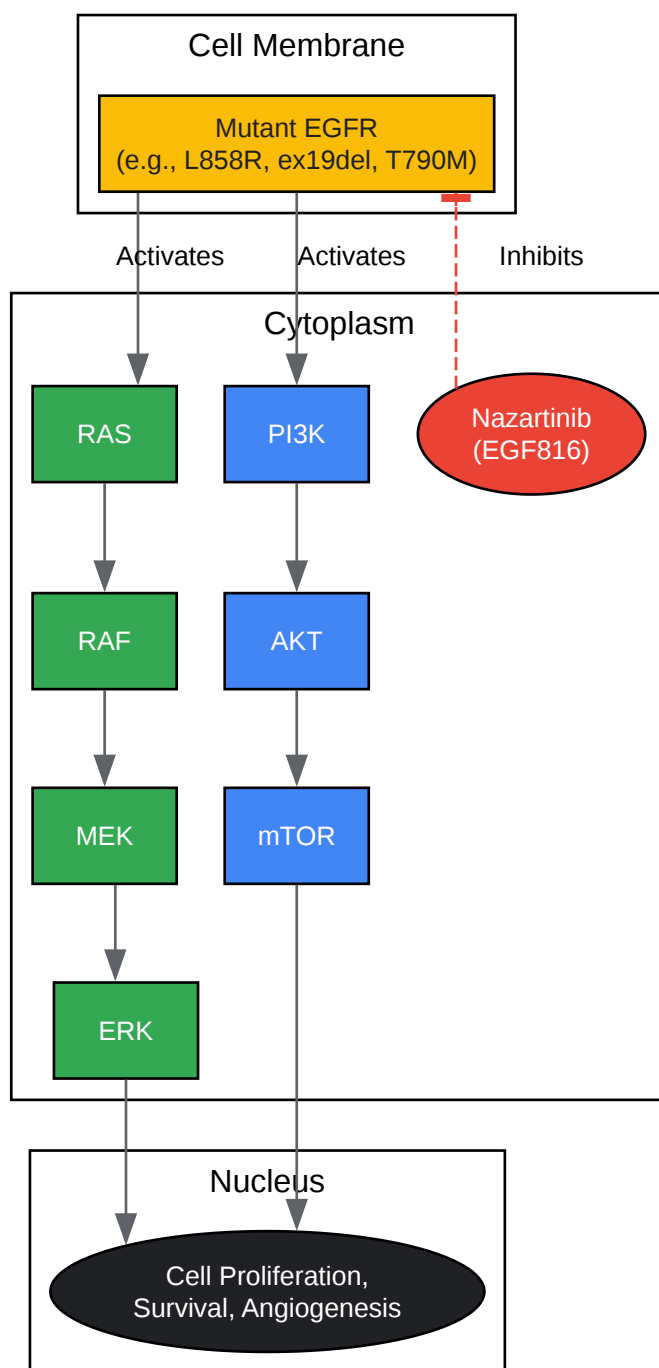 Cell Membrane
Mutant EGFR
(e.g., L858R, ex19del, T790M)
Activates
Activates
Inhibits
Cytoplasm
RAS
PI3K
Nazartinib
(EGF816)
RAF
AKT
MEK
mTOR
ERK
Nucleus
Cell Proliferation,
Survival, Angiogenesis